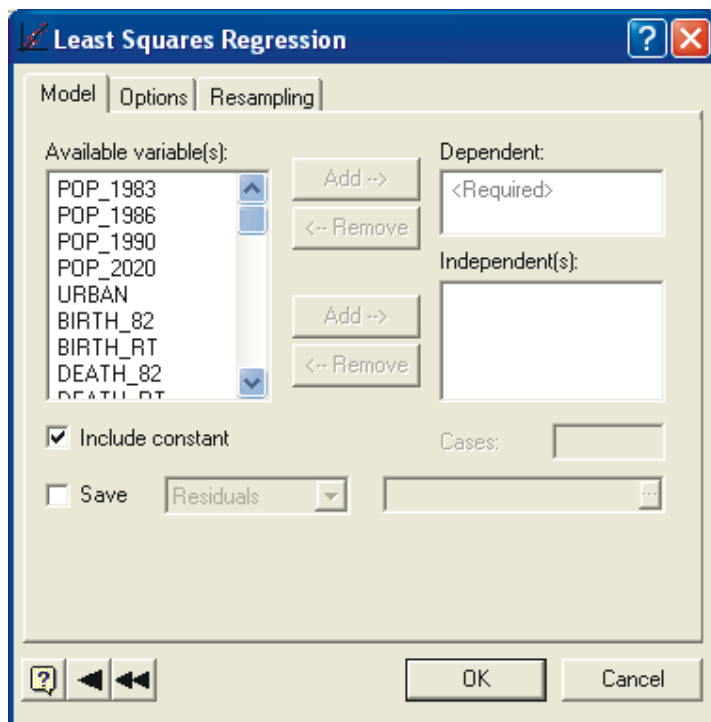 Least Squares Regression
Model Options Resampling
Available variable(s):
POP_1983
POP_1986
POP_1990
POP_2020
URBAN
BIRTH_82
BIRTH_RT
DEATH_82
DEATH_RT
Add -->
<-- Remove
Dependent:
<Required>
Independent(s):
Add -->
<-- Remove
Include constant
Cases:
Save
Residuals
...
OK
Cancel